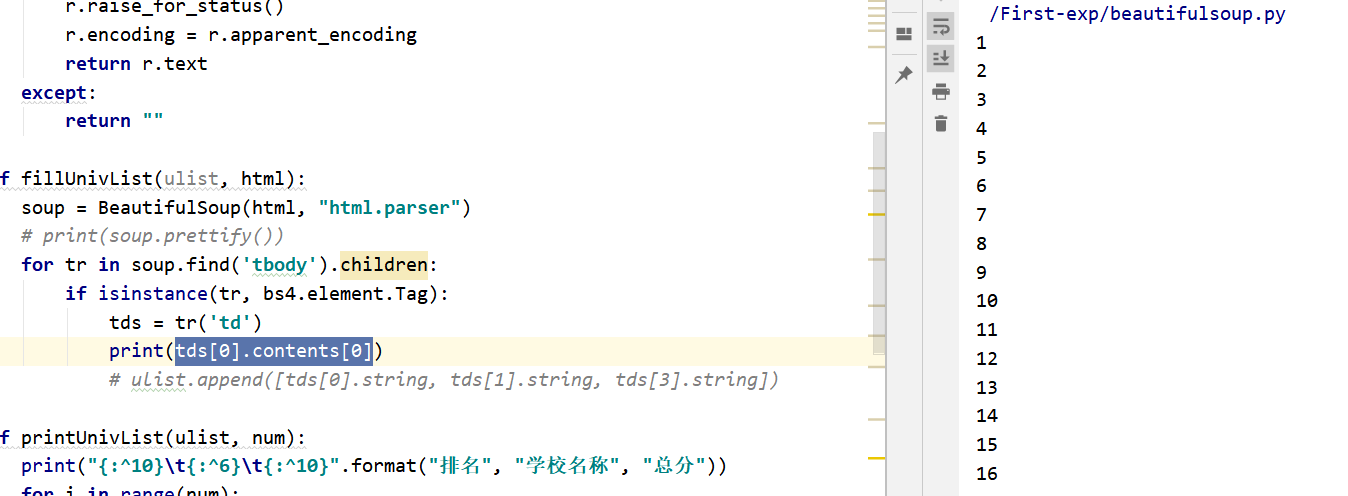 r.raise_for_status()
r.encoding = r.apparent_encoding
return r.text
except:
return ""
f fillUnivList(ulist, html):
soup = BeautifulSoup(html, "html.parser")
# print(soup.prettify())
for tr in soup.find('tbody').children:
if isinstance(tr, bs4.element.Tag):
tds = tr('td')
print(tds[0].contents[0])
# ulist.append([tds[0].string, tds[1].string, tds[3].string])
f printUnivList(ulist, num):
print("{:^10}\t{:^6}\t{:^10}".format("排名", "学校名称", "总分"))
for i in range(num):
/First-exp/beautifulsoup.py
1
2
3
4
5
6
7
8
9
10
11
12
13
14
15
16